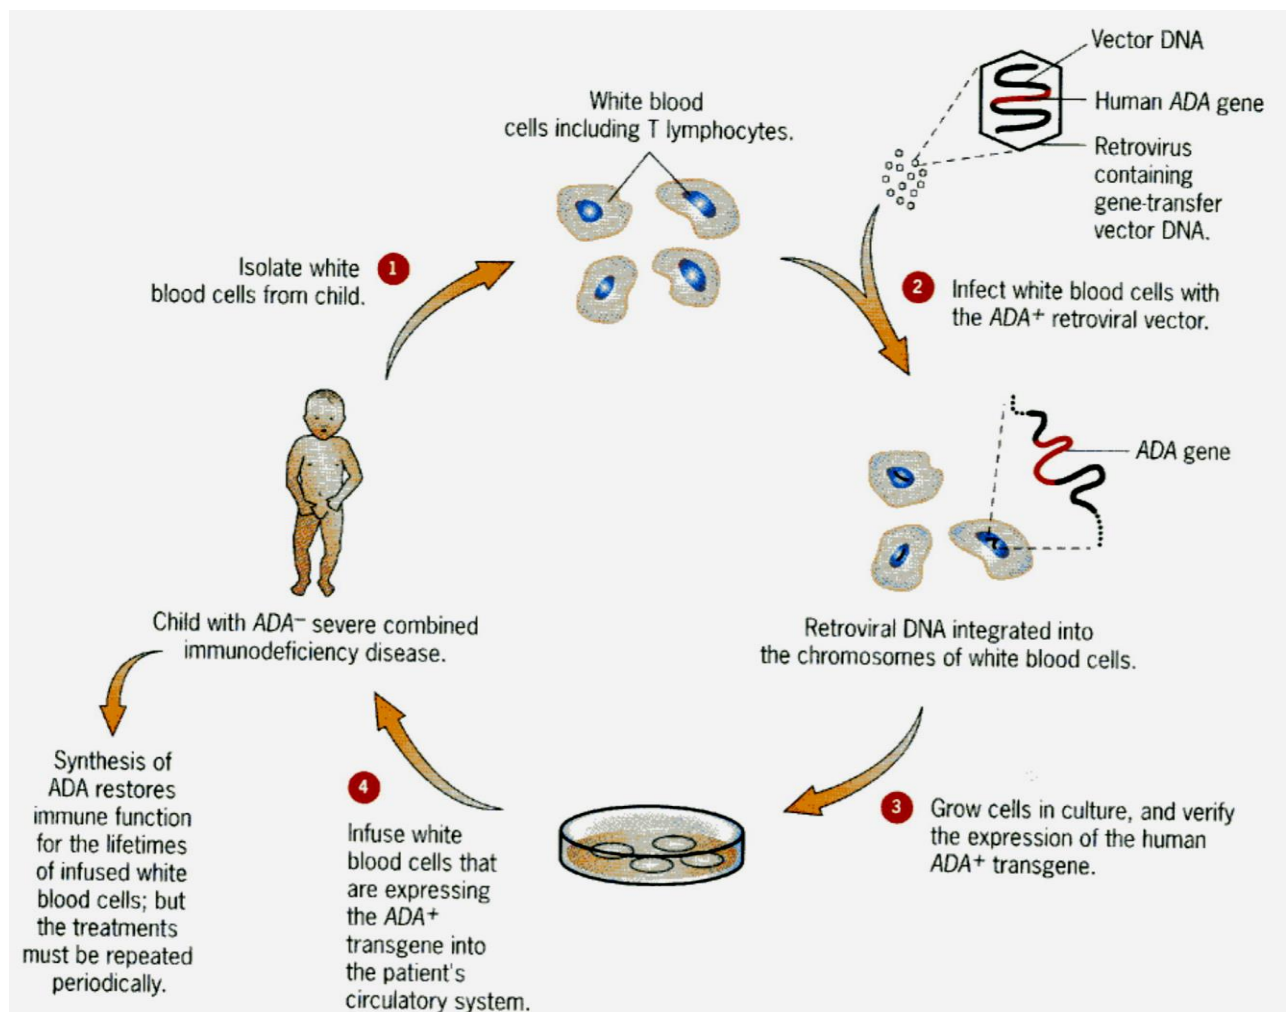 Vector DNA
Human ADA gene
Retrovirus
containing
gene-transfer
vector DNA.
White blood
cells including T lymphocytes.
1
Isolate white
blood cells from child.
2
Infect white blood cells with
the ADA+ retroviral vector.
ADA gene
Retroviral DNA integrated into
the chromosomes of white blood cells.
3
Grow cells in culture, and verify
the expression of the human
ADA+ transgene.
4
Infuse white
blood cells that
are expressing
the ADA+
transgene into
the patient's
circulatory system.
Child with ADA– severe combined
immunodeficiency disease.
Synthesis of
ADA restores
immune function
for the lifetimes
of infused white
blood cells; but
the treatments
must be repeated
periodically.